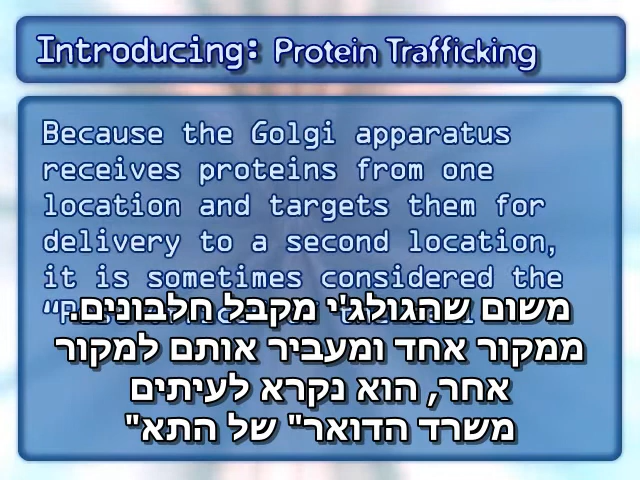 Introducing: Protein Trafficking
Because the Golgi apparatus
receives proteins from one
location and targets them for
delivery to a second location,
it is sometimes considered the
משום שהגולג'י מקבל חלבונים.
ממקור אחד ומעביר אותם למקור
אחר, הוא נקרא לעיתים
משרד הדואר" של התא"